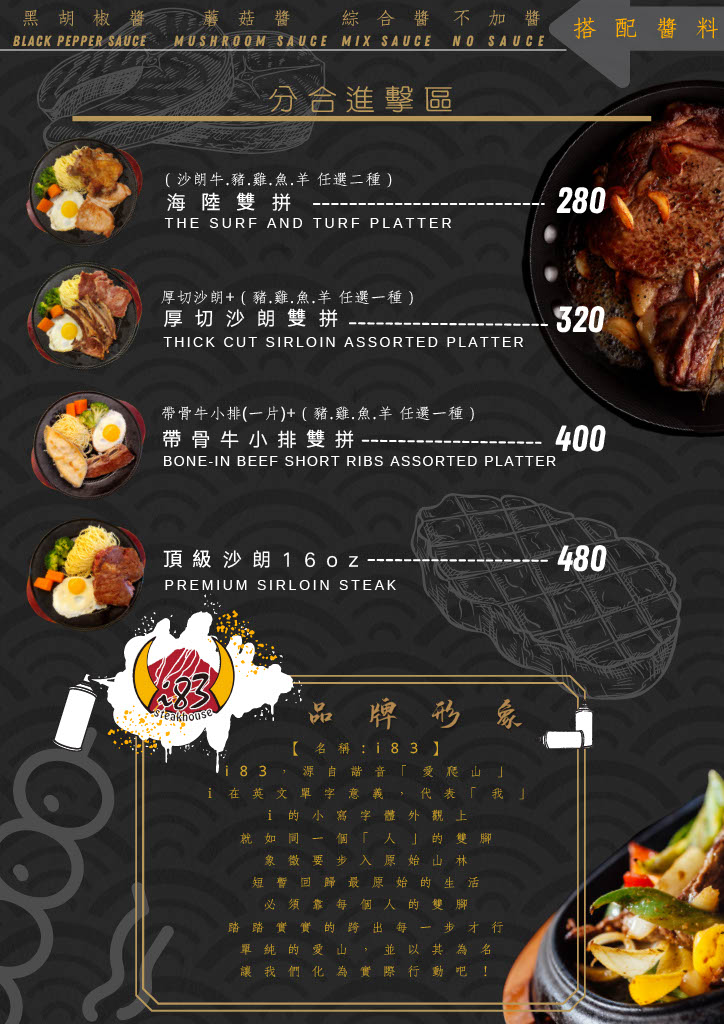 黑胡椒醬 蘑菇醬 綜合醬 不加醬 搭配醬料
BLACK PEPPER SAUCE MUSHROOM SAUCE MIX SAUCE NO SAUCE
分合進擊區
(沙朗牛.豬.雞.魚.羊 任選二種)
海陸雙拼 280
THE SURF AND TURF PLATTER
厚切沙朗+(豬.雞.魚.羊 任選一種)
厚切沙朗雙拼 320
THICK CUT SIRLOIN ASSORTED PLATTER
帶骨牛小排(一片)+(豬.雞.魚.羊 任選一種)
帶骨牛小排雙拼 400
BONE-IN BEEF SHORT RIBS ASSORTED PLATTER
頂級沙朗16oz 480
PREMIUM SIRLOIN STEAK
i83
steakhouse
品牌形象
【名稱:i83】
i83，源自諧音「愛爬山」
i在英文單字意義，代表「我」
i的小寫字體外觀上
就如同一個「人」的雙腳
象徵要步入原始山林
短暫回歸最原始的生活
必須靠每個人的雙腳
踏踏實實的跨出每一步才行
單純的愛山，並以其為名
讓我們化為實際行動吧！